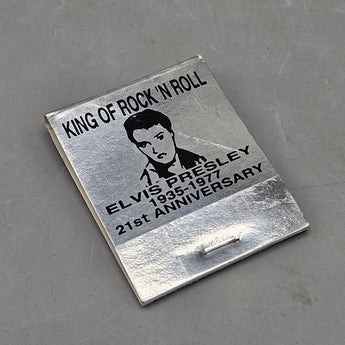 KING OF ROCK 'N ROLL
ELVIS PRESLEY
1935-1977
21st ANNIVERSARY